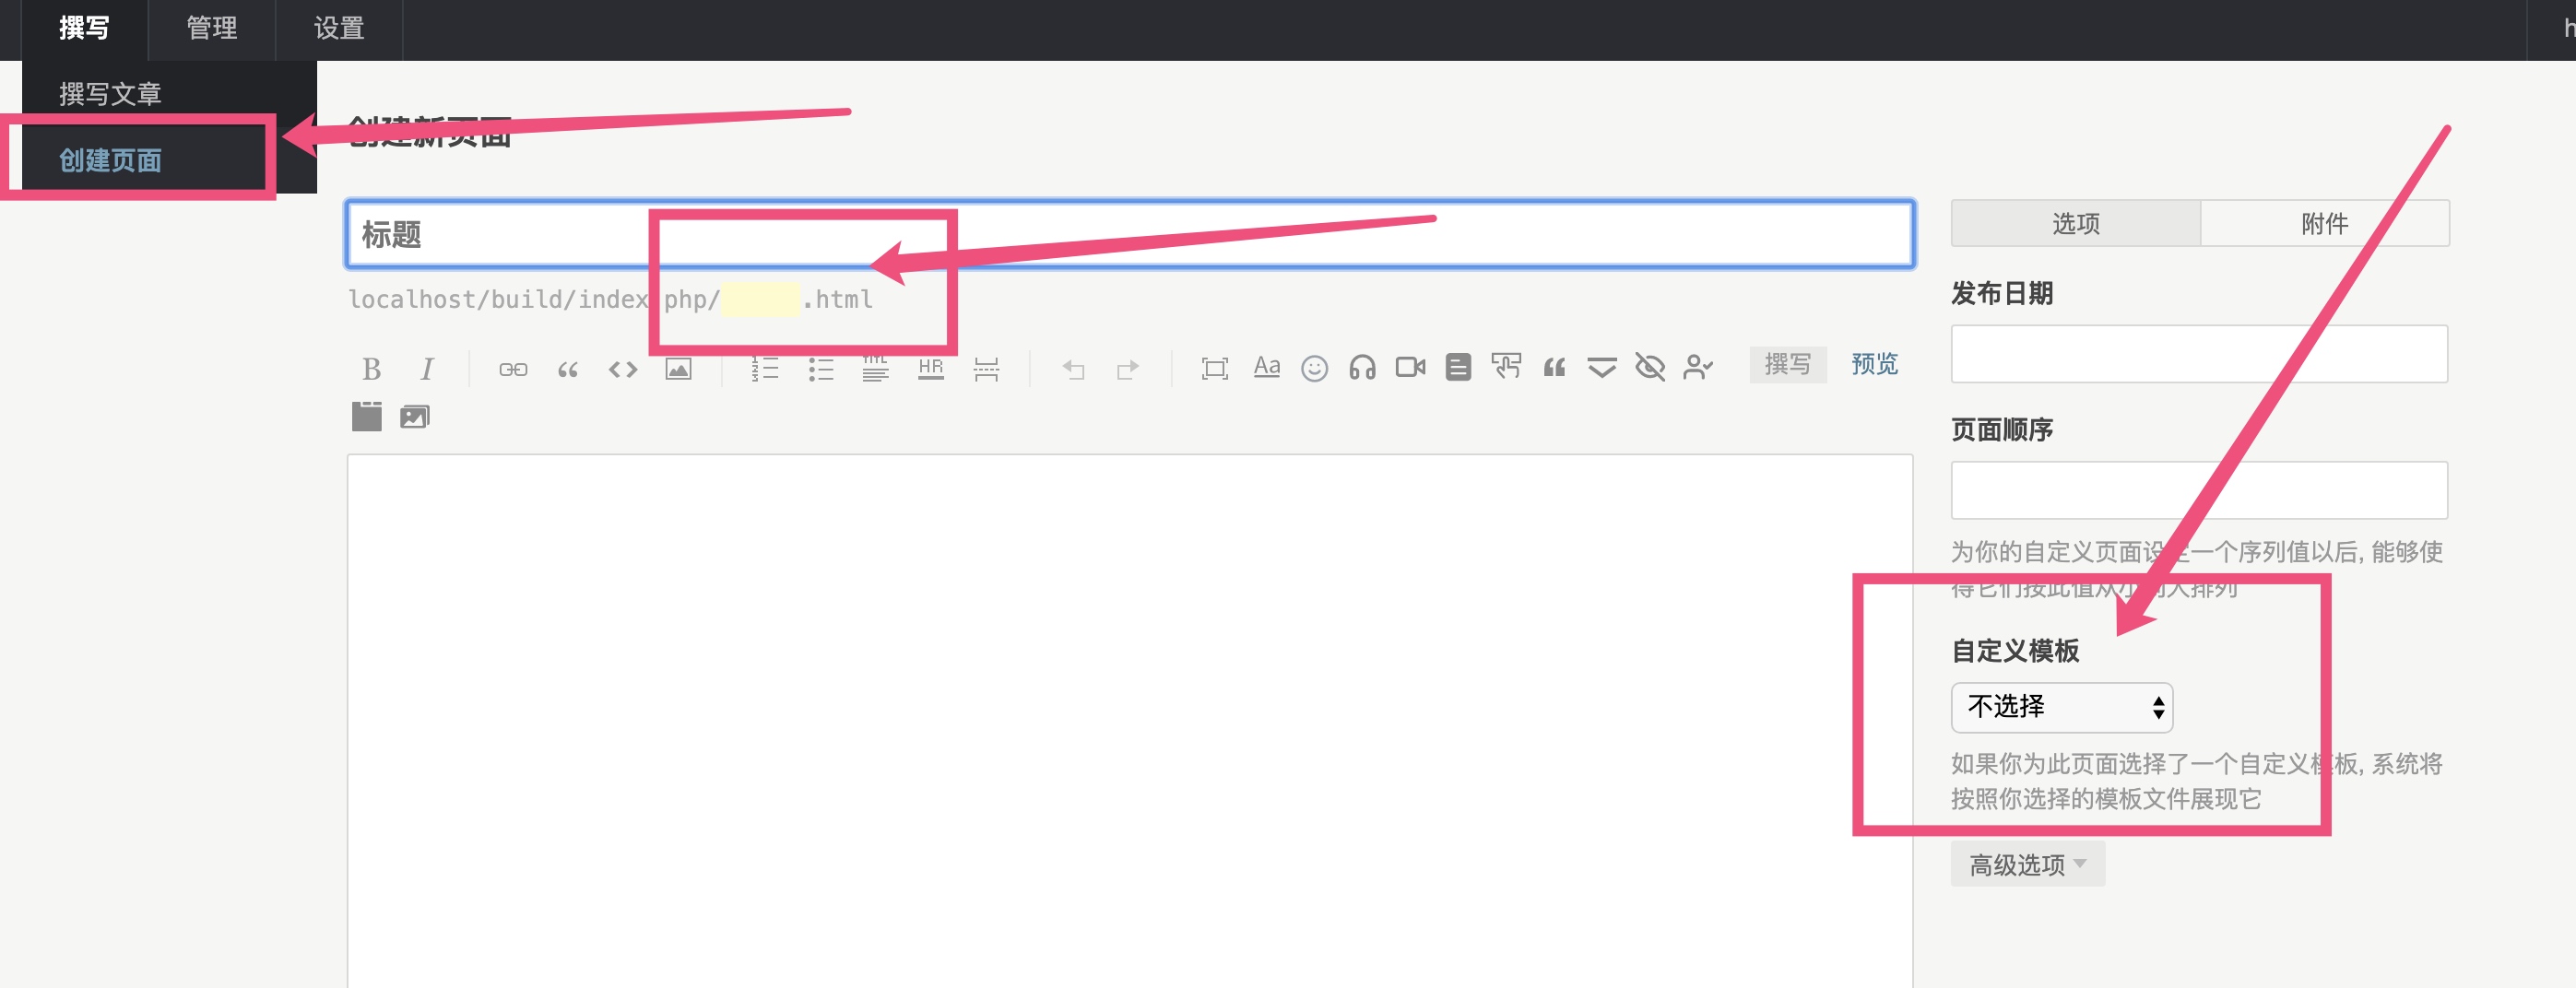 撰写 管理 设置 h
撰写文章
创建页面
创建新页面
标题
localhost/build/index php/ .html
B I HR Aa 撰写 预览
选项 附件
发布日期
页面顺序
为你的自定义页面设定一个序列值以后, 能够使
得它们按此值从小到大排列
自定义模板
不选择
如果你为此页面选择了一个自定义模板, 系统将
按照你选择的模板文件展现它
高级选项